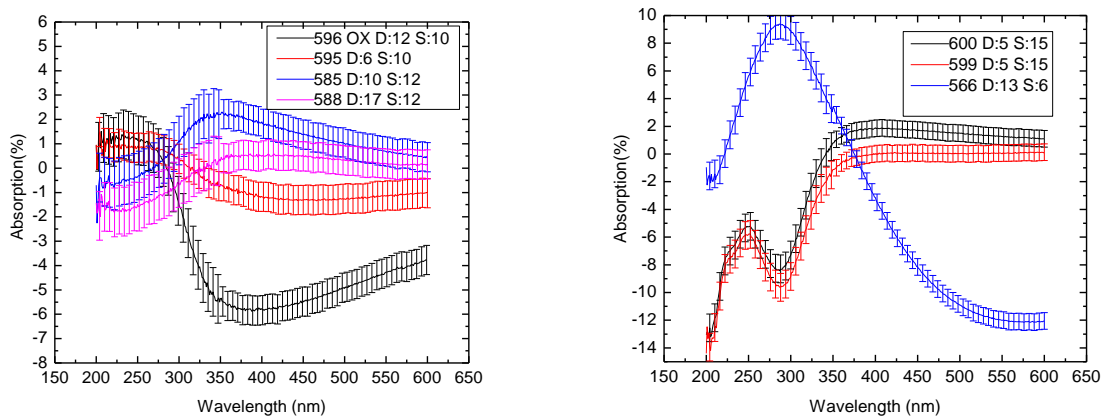 6
5
4
3
2
1
0
-1
-2
-3
-4
-5
-6
-7
-8
Absorption(%)
596 OX D:12 S:10
595 D:6 S:10
585 D:10 S:12
588 D:17 S:12
150 200 250 300 350 400 450 500 550 600 650
Wavelength (nm)
10
8
6
4
2
0
-2
-4
-6
-8
-10
-12
-14
Absorption(%)
600 D:5 S:15
599 D:5 S:15
566 D:13 S:6
150 200 250 300 350 400 450 500 550 600 650
Wavelength (nm)